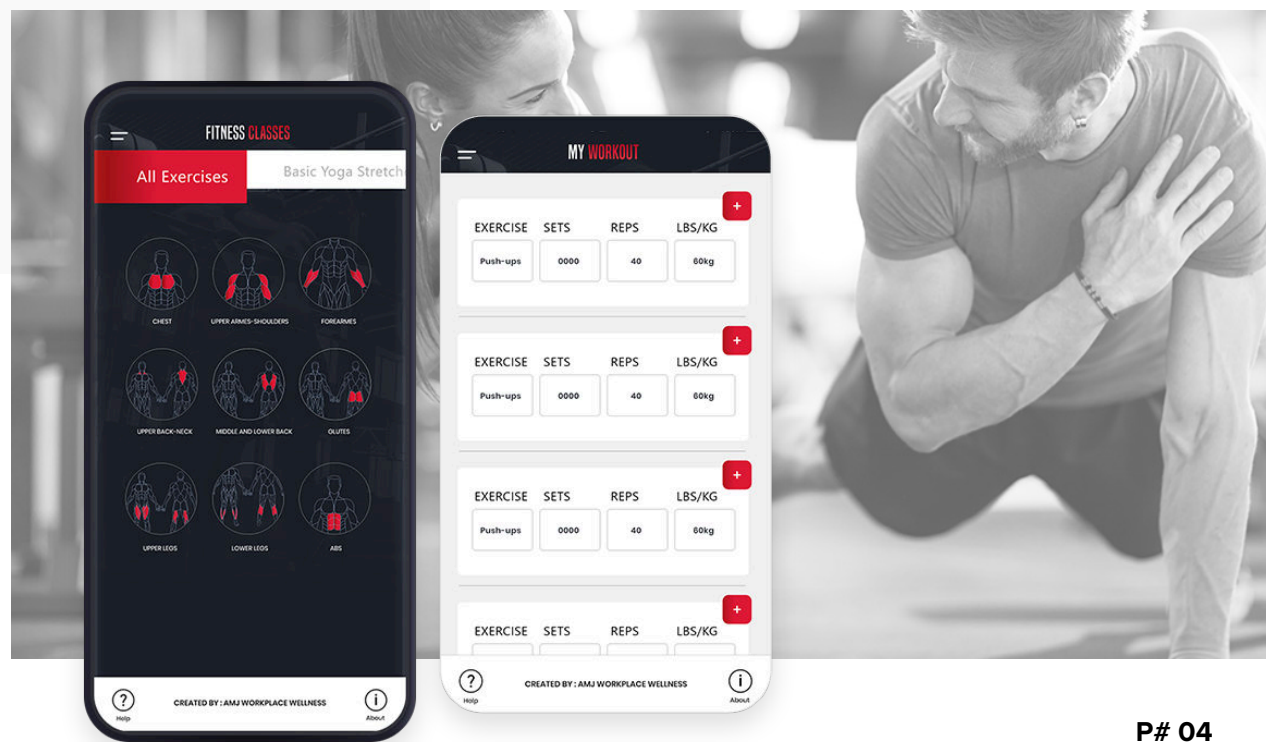 FITNESS CLASSES
All Exercises
Basic Yoga Stretch
CHEST
UPPER ARMES-SHOULDERS
FOREARMES
UPPER BACK-NECK
MIDDLE AND LOWER BACK
OLUTES
UPPER LEOS
LOWER LEOS
ABS
?
Help
CREATED BY : AMJ WORKPLACE WELLNESS
i
About
MY WORKOUT
+
EXERCISE SETS REPS LBS/KG
Push-ups 0000 40 60kg
+
EXERCISE SETS REPS LBS/KG
Push-ups 0000 40 60kg
+
EXERCISE SETS REPS LBS/KG
Push-ups 0000 40 60kg
+
EXERCISE SETS REPS LBS/KG
?
Help
CREATED BY : AMJ WORKPLACE WELLNESS
i
About
P# 04